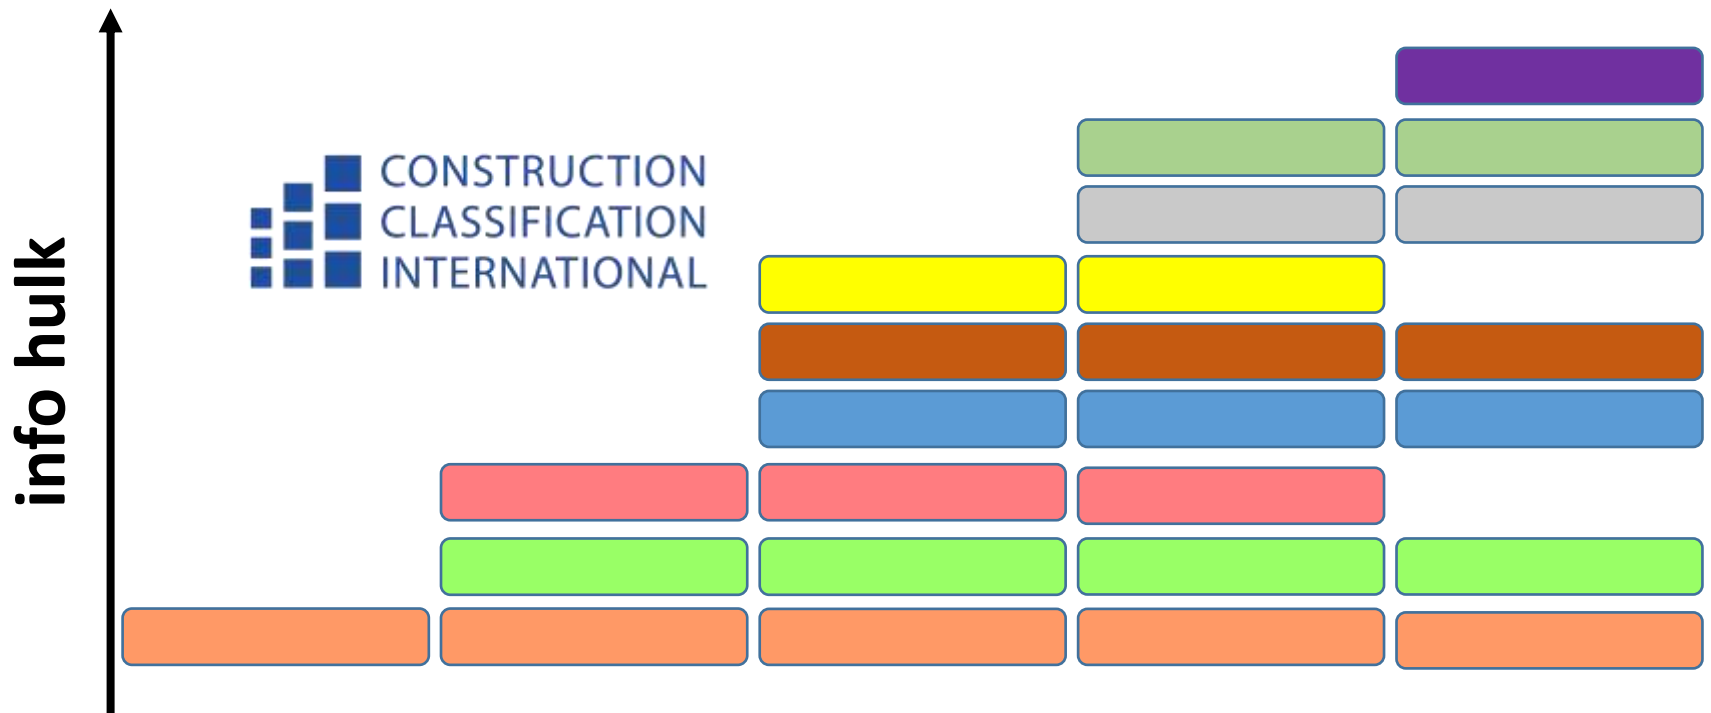 info hulk
CONSTRUCTION
CLASSIFICATION
INTERNATIONAL